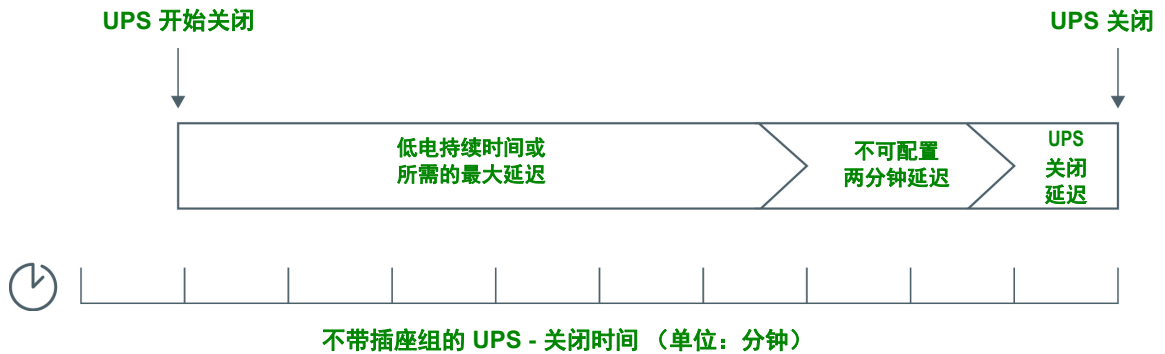 UPS 开始关闭
UPS 关闭
低电持续时间或
所需的最大延迟
不可配置
两分钟延迟
UPS
关闭
延迟
不带插座组的 UPS - 关闭时间 （单位：分钟）